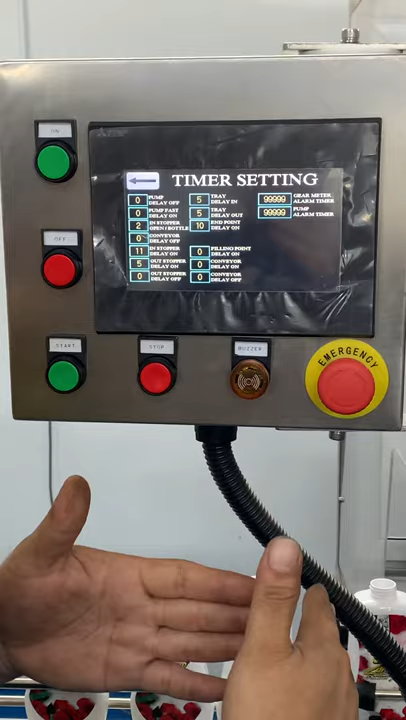 ON
TIMER SETTING
0 PUMP DELAY OFF
5 TRAY DELAY IN
99999 GEAR METER ALARM TIMER
0 PUMP FAST DELAY ON
5 TRAY DELAY OUT
99999 PUMP ALARM TIMER
2 IN STOPPER OPEN 1 BOTTLE
10 END POINT DELAY ON
0 CONVEYOR DELAY OFF
11 IN STOPPER DELAY ON
0 FILLING POINT DELAY ON
5 OUT STOPPER DELAY ON
0 CONVEYOR DELAY ON
0 OUT STOPPER DELAY OFF
0 CONVEYOR DELAY OFF
OFF
START
STOP
BUZZER
EMERGENCY